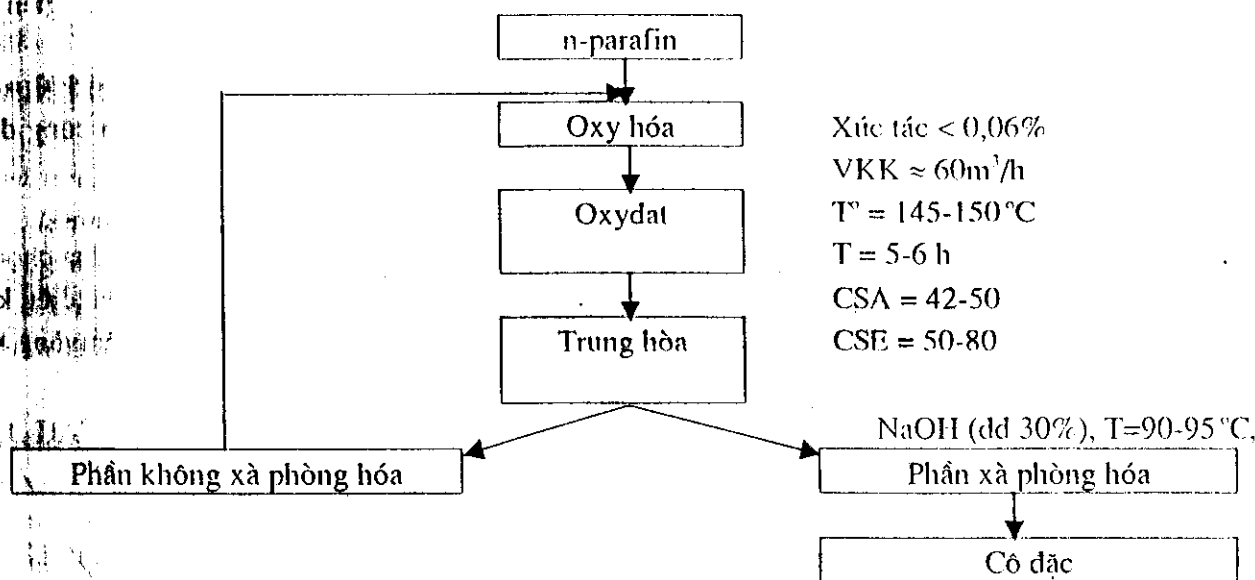 n-parafin
Oxy hóa
Xúc tác < 0,06%
VKK ≈ 60m³/h
Oxydat
T° = 145-150°C
T = 5-6 h
CSA = 42-50
Trung hòa
CSE = 50-80
NaOH (dd 30%), T=90-95°C,
Phần không xà phòng hóa
Phần xà phòng hóa
Cô đặc